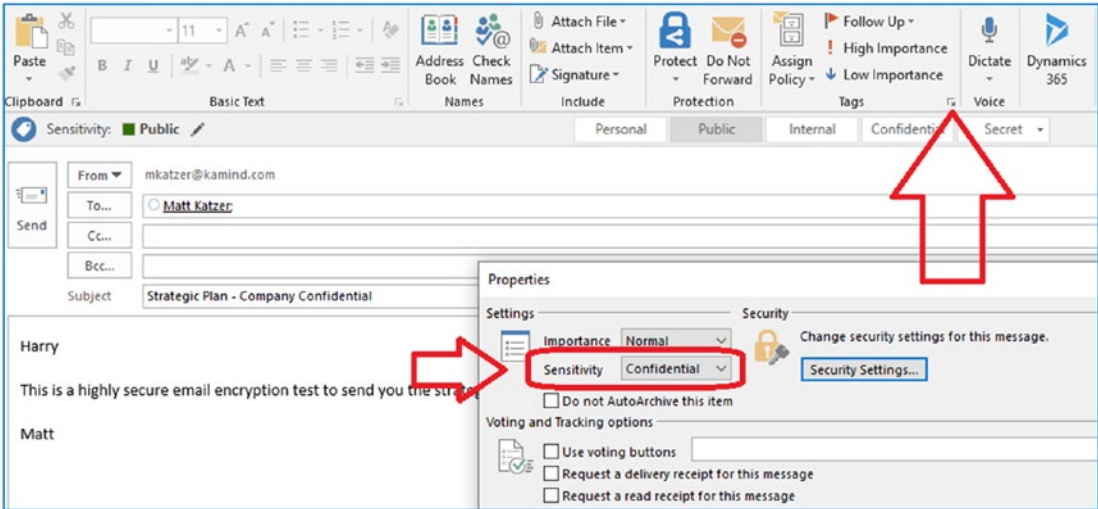 Paste
Clipboard
11
A A
B I U
A
Basic Text
Address Book
Check Names
Names
Attach File
Attach Item
Signature
Include
Protect
Do Not Forward
Protection
Assign Policy
Follow Up
High Importance
Low Importance
Tags
Dictate
Voice
Dynamics 365
Sensitivity: Public
Personal
Public
Internal
Confidential
Secret
From
mkatzer@kamind.com
To...
Matt Katzer;
Send
Cc...
Bcc...
Subject
Strategic Plan - Company Confidential
Harry
This is a highly secure email encryption test to send you the strateg
Matt
Properties
Settings
Importance Normal
Sensitivity Confidential
Do not AutoArchive this item
Security
Change security settings for this message.
Security Settings...
Voting and Tracking options
Use voting buttons
Request a delivery receipt for this message
Request a read receipt for this message